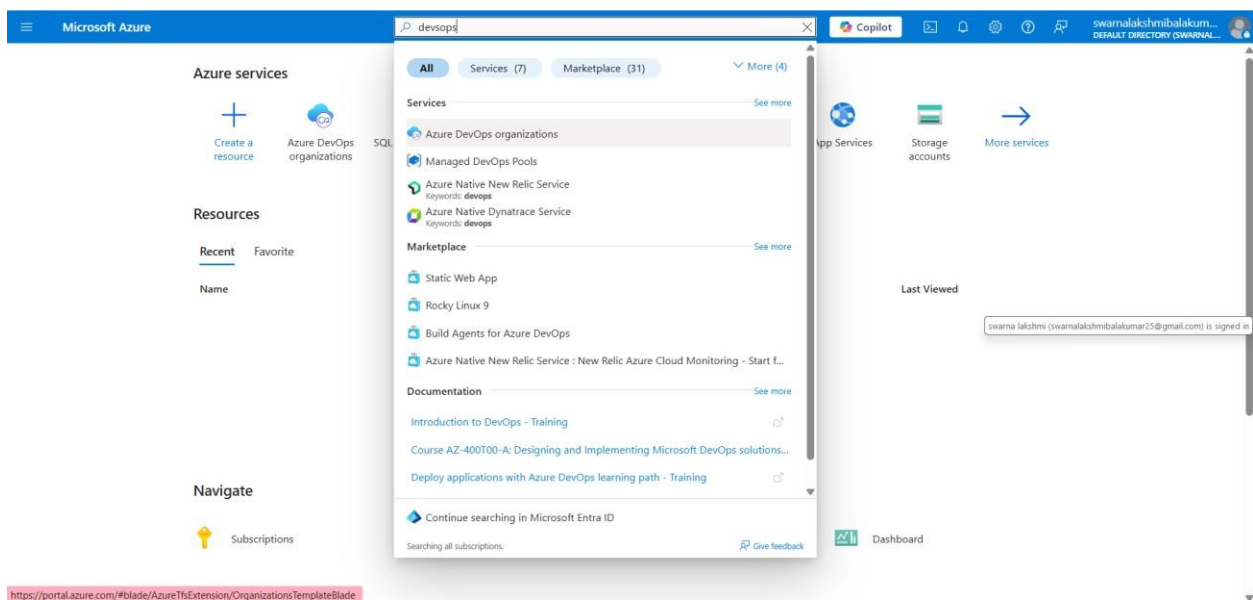 Microsoft Azure
devsops
Copilot
swarnalakshmibalakum...
DEFAULT DIRECTORY (SWARNAL...
Azure services
Create a resource
Azure DevOps organizations
SQL
App Services
Storage accounts
More services
All
Services (7)
Marketplace (31)
More (4)
Services
See more
Azure DevOps organizations
Managed DevOps Pools
Azure Native New Relic Service
Keywords: devops
Azure Native Dynatrace Service
Keywords: devops
Marketplace
See more
Static Web App
Rocky Linux 9
Build Agents for Azure DevOps
Azure Native New Relic Service : New Relic Azure Cloud Monitoring - Start f...
Documentation
See more
Introduction to DevOps - Training
Course AZ-400T00-A: Designing and Implementing Microsoft DevOps solutions...
Deploy applications with Azure DevOps learning path - Training
Continue searching in Microsoft Entra ID
Searching all subscriptions.
Give feedback
Resources
Recent
Favorite
Name
Last Viewed
swarna lakshmi (swarnalakshmibalakumar25@gmail.com) is signed in
Navigate
Subscriptions
Dashboard
https://portal.azure.com/#blade/AzureTfsExtension/OrganizationsTemplateBlade